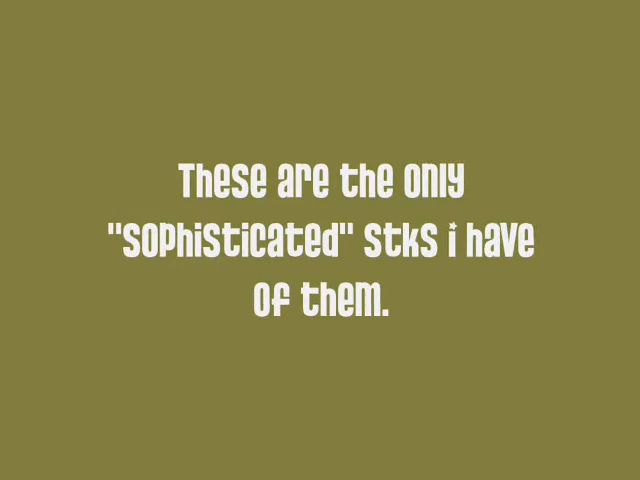 These are the only
"sophisticated" stks i have
of them.